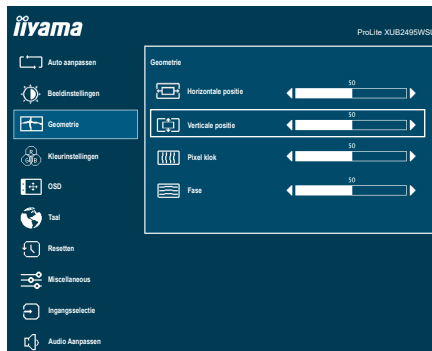 iiyama
ProLite XUB2495WSU
Auto aanpassen
Beeldinstellingen
Geometrie
Kleurinstellingen
OSD
Taal
Resetten
Miscellaneous
Ingangsselectie
Audio Aanpassen
Geometrie
Horizontale positie
50
Verticale positie
50
Pixel klok
50
Fase
50
R
G B